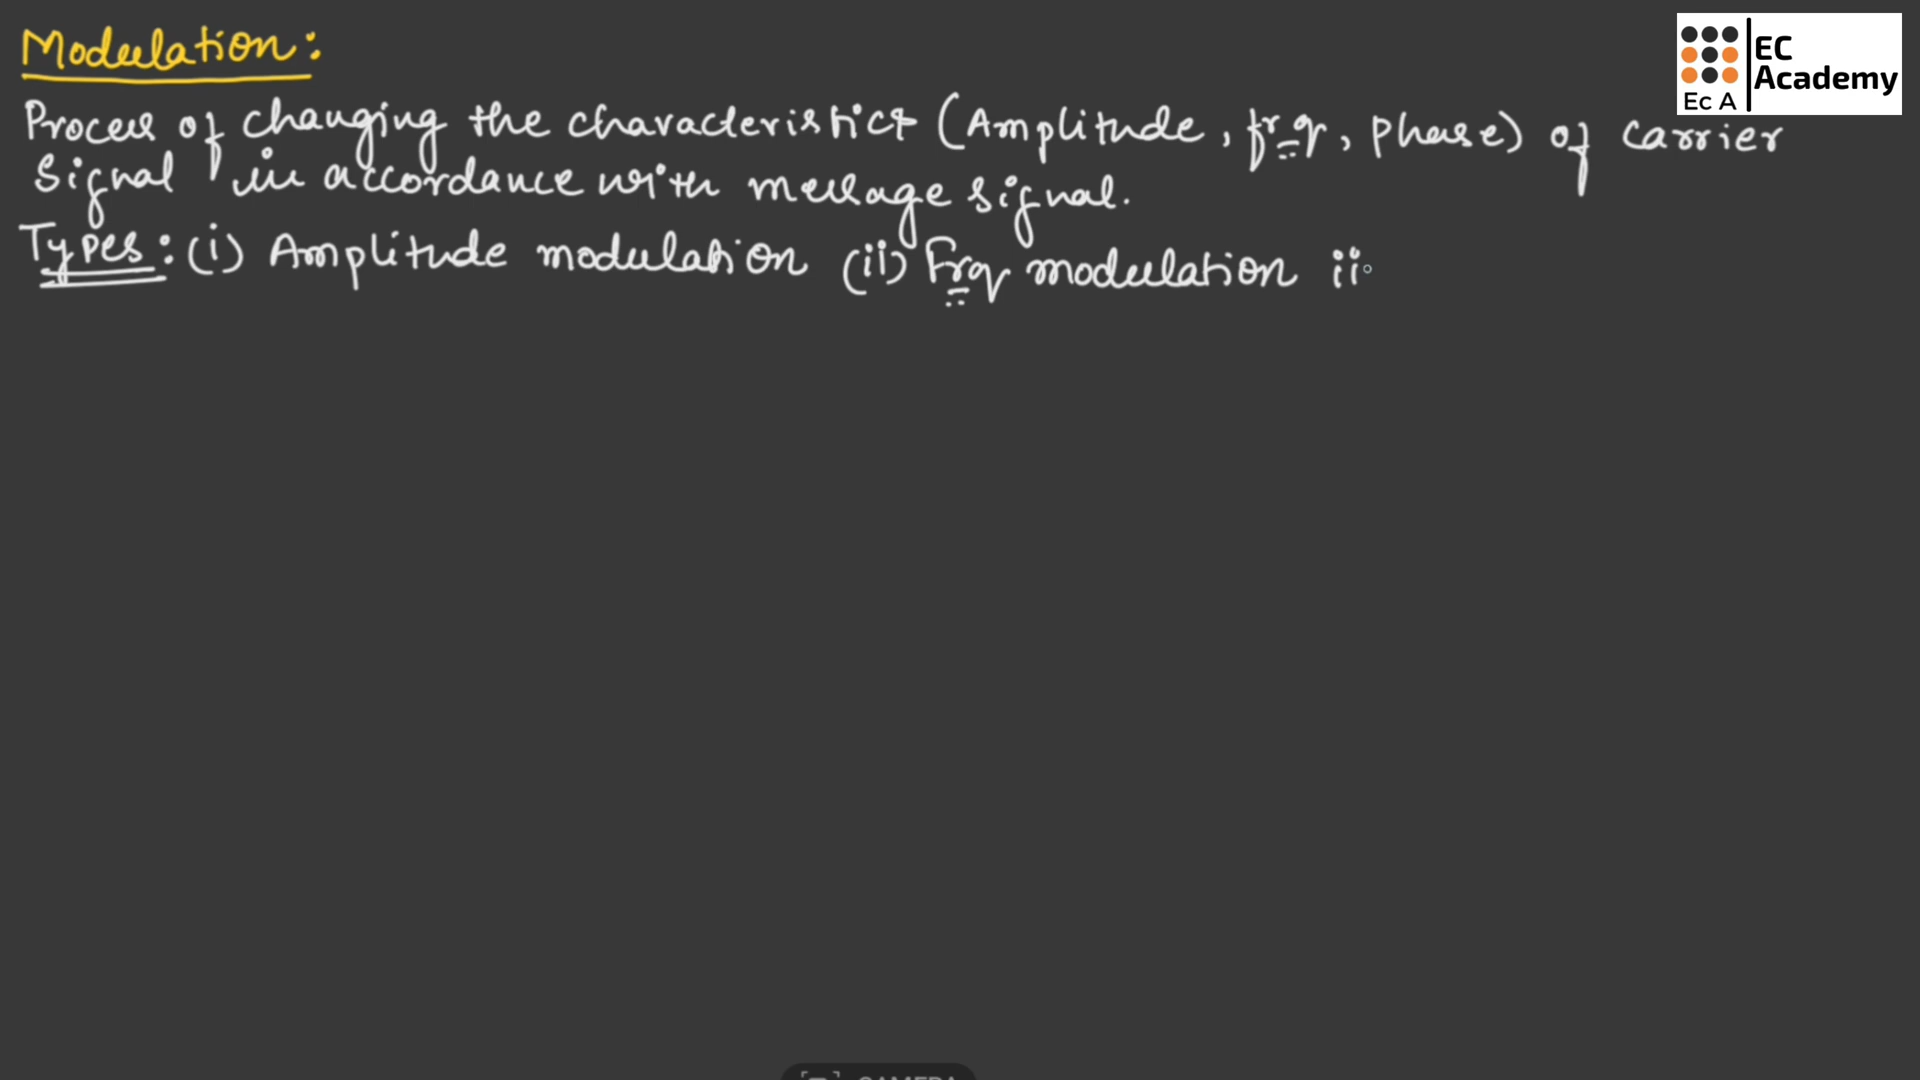 Modulation:
EC
Academy
Ec A
Process of changing the characteristics (Amplitude, frq, phase) of carrier
signal in accordance with message signal.
Types: (i) Amplitude modulation (ii) Frq modulation ii